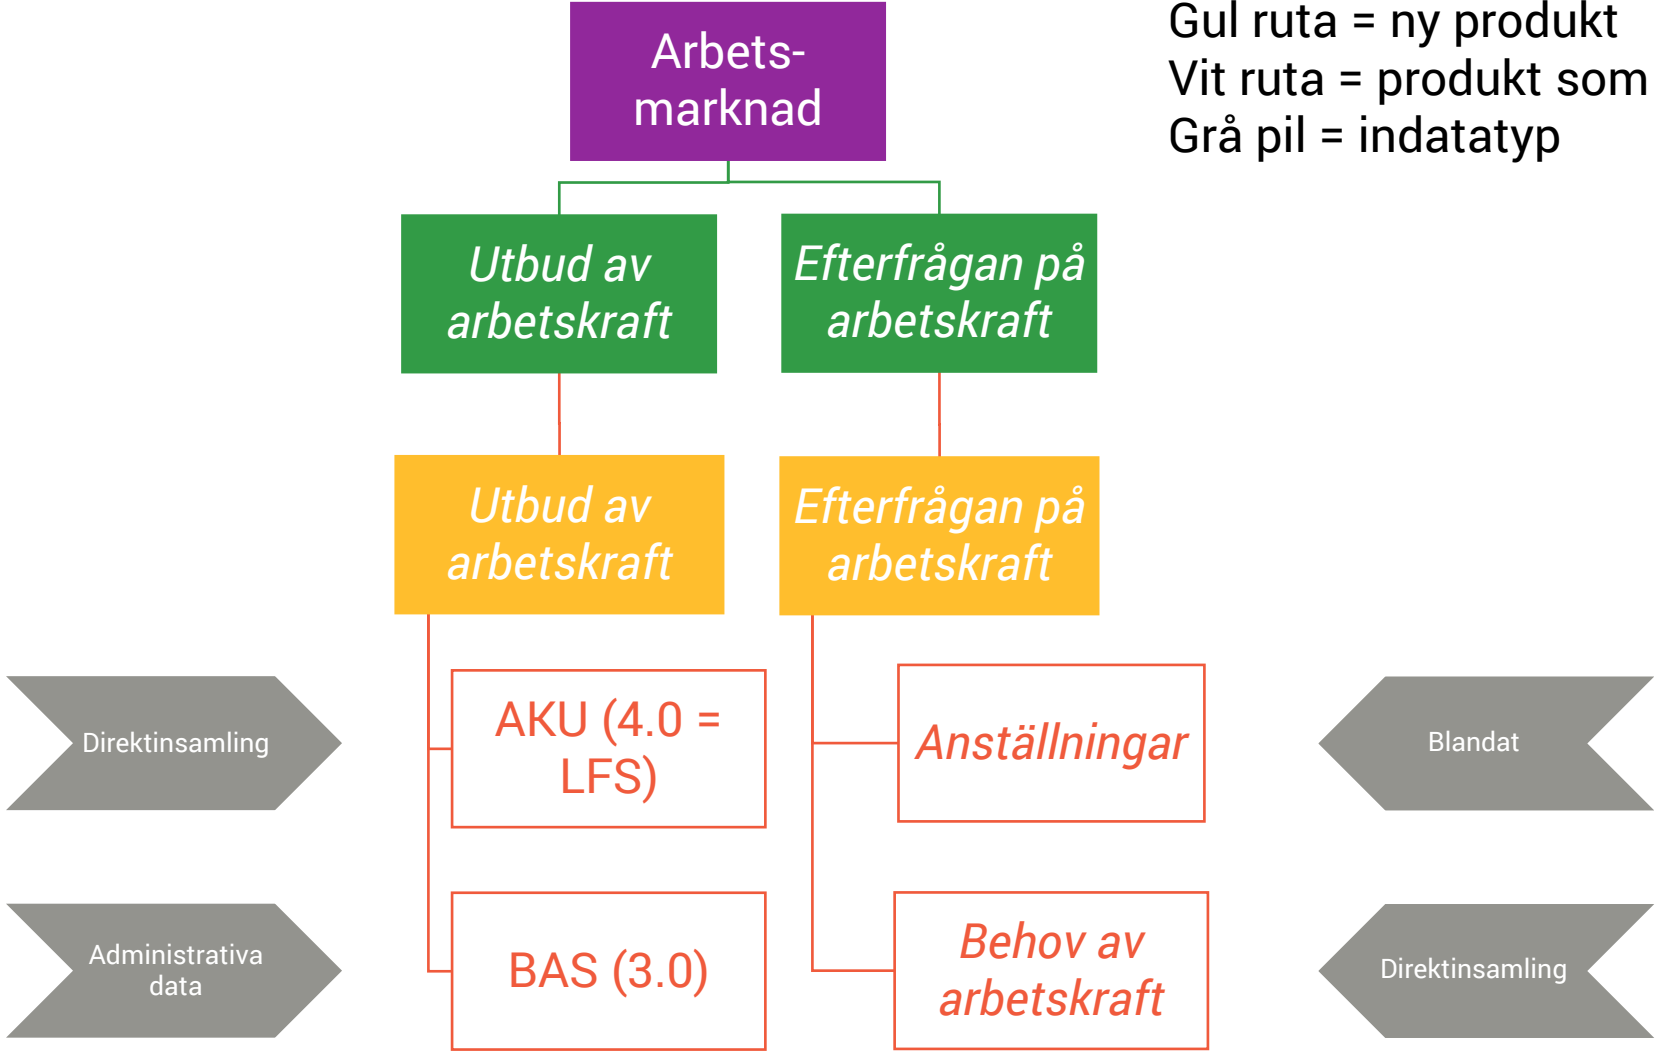 Arbets-
marknad
Gul ruta = ny produkt
Vit ruta = produkt som
Grå pil = indatatyp
Utbud av
arbetskraft
Efterfrågan på
arbetskraft
Utbud av
arbetskraft
Efterfrågan på
arbetskraft
Direktinsamling
AKU (4.0 =
LFS)
Anställningar
Blandat
Administrativa
data
BAS (3.0)
Behov av
arbetskraft
Direktinsamling